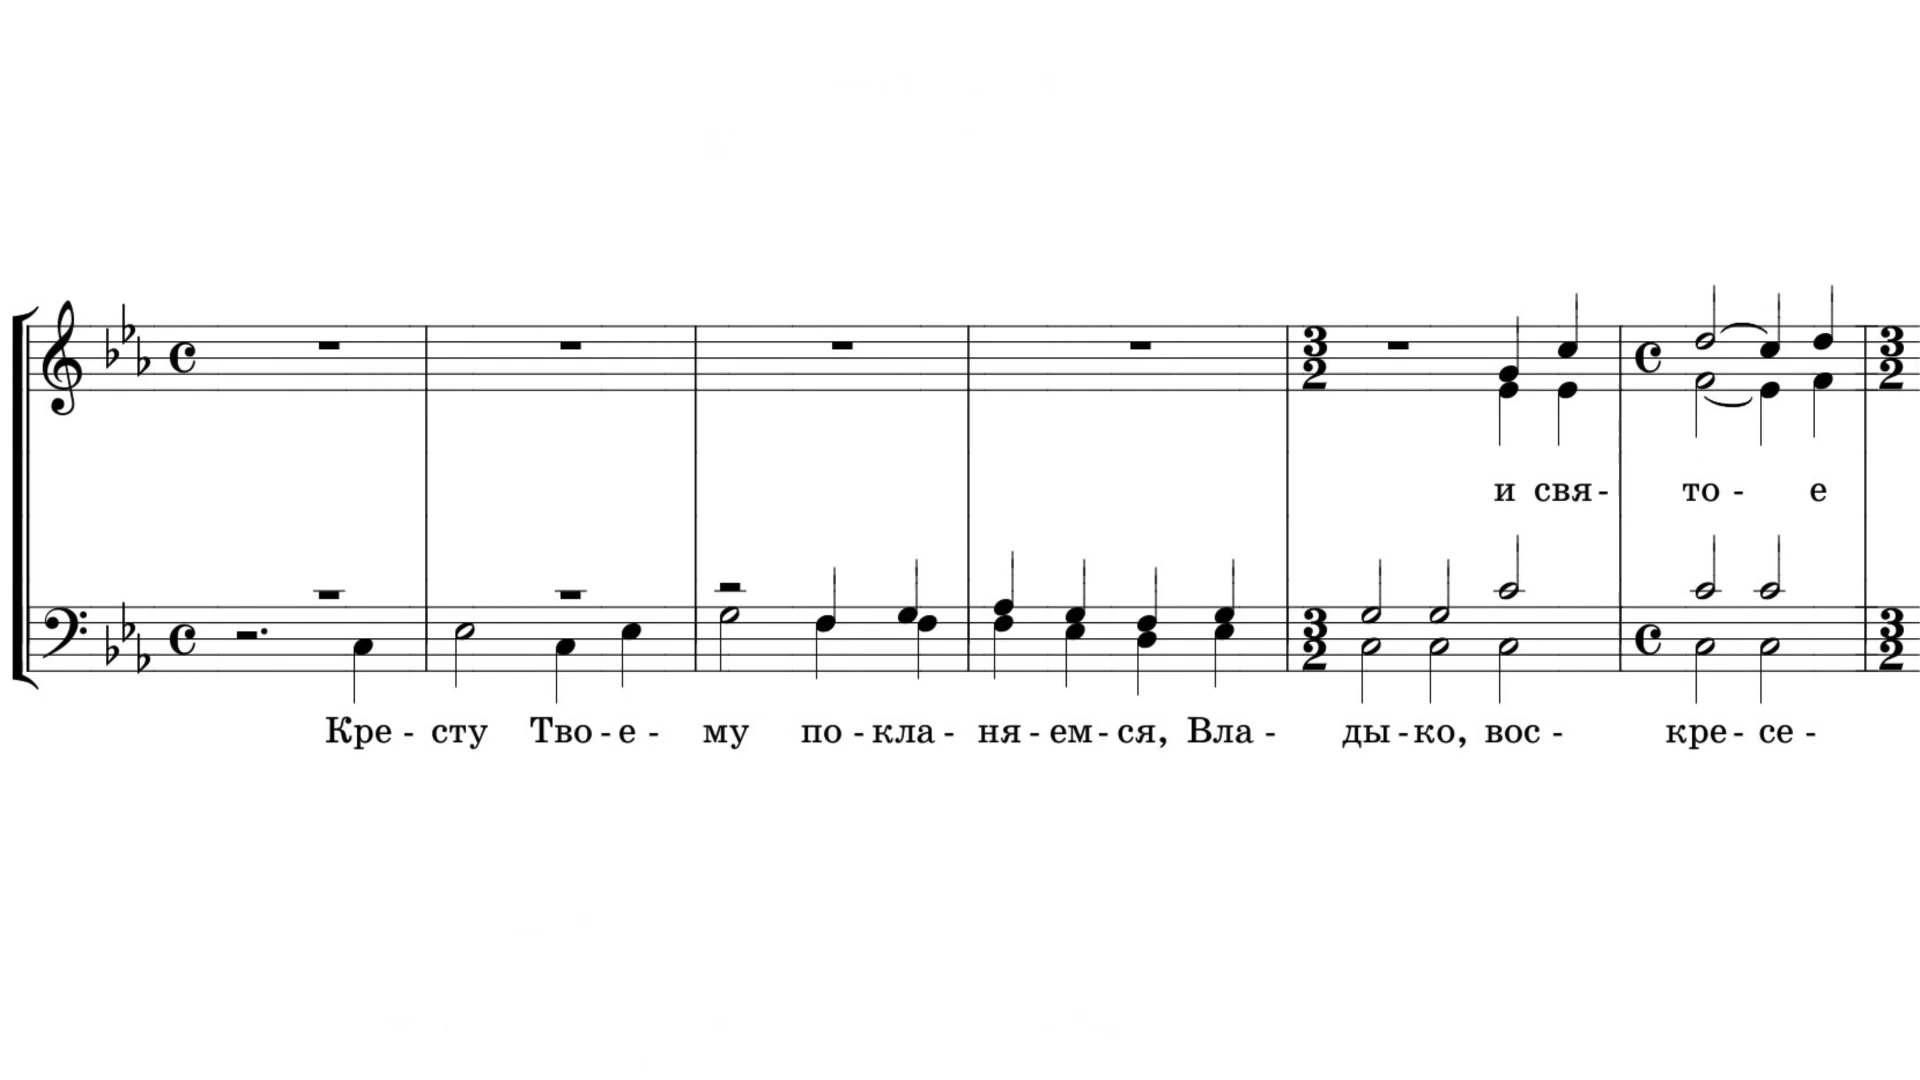 и свя - то - е
Кре - сту Тво - е - му по - кла - ня - ем - ся, Вла - ды - ко, вос - кре - се -